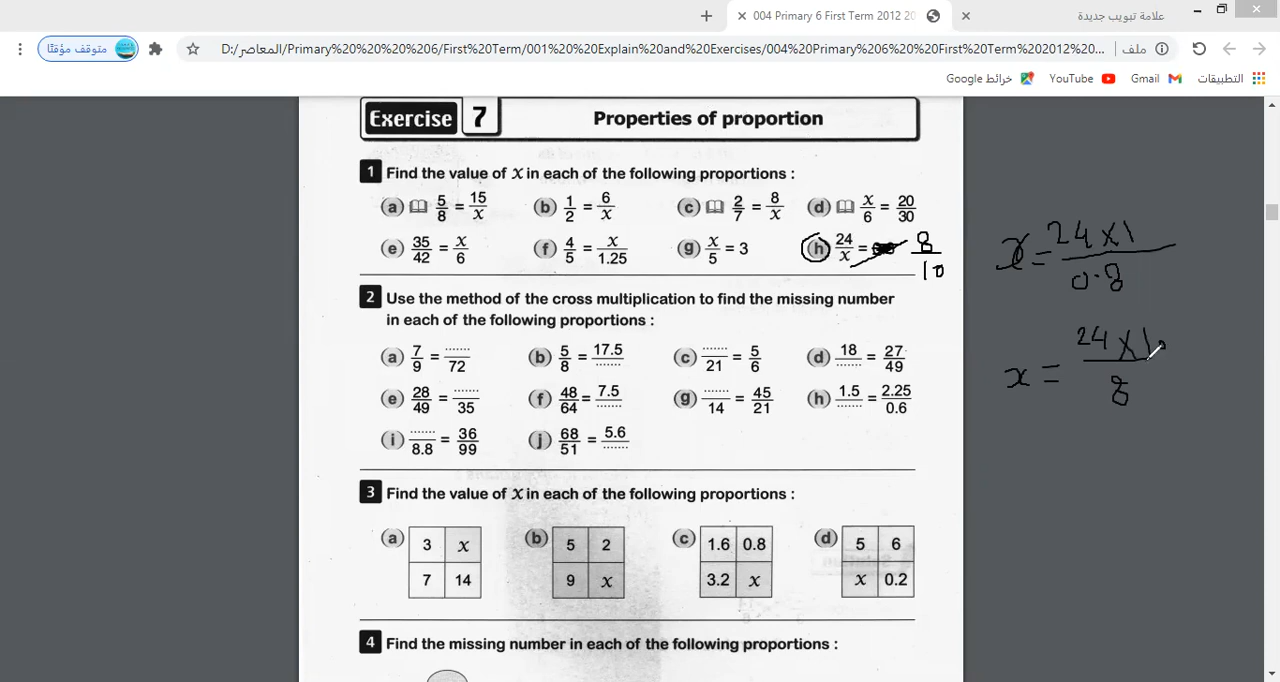 004 Primary 6 First Term 2012 20
علامة تبويب جديدة
متوقف مؤقتًا
D:/المعاصر/Primary%20%20%20%206/First%20Term/001%20%20Explain%20and%20Exercises/004%20Primary%206%20%20First%20Term%202012%20...
ملف
خرائط Google
YouTube
Gmail
التطبيقات
Exercise 7 Properties of proportion
1 Find the value of x in each of the following proportions :
(a) 5/8 = 15/x (b) 1/2 = 6/x (c) 2/7 = 8/x (d) x/6 = 20/30
(e) 35/42 = x/6 (f) 4/5 = x/1.25 (g) x/5 = 3 (h) 24/x = 8/10
x = 24 × 1 / 0.8
x = 24 × 10 / 8
2 Use the method of the cross multiplication to find the missing number
in each of the following proportions :
(a) 7/9 = ......../72 (b) 5/8 = 17.5/........ (c) ......../21 = 5/6 (d) 18/........ = 27/49
(e) 28/49 = ......../35 (f) 48/64 = 7.5/........ (g) ......../14 = 45/21 (h) 1.5/........ = 2.25/0.6
(i) ......../8.8 = 36/99 (j) 68/51 = 5.6/........
3 Find the value of x in each of the following proportions :
(a) 3 x (b) 5 2 (c) 1.6 0.8 (d) 5 6
7 14 9 x 3.2 x x 0.2
4 Find the missing number in each of the following proportions :